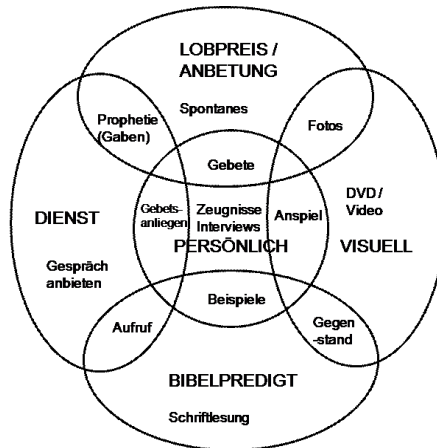 LOBPREIS /
ANBETUNG
Prophetie
(Gaben)
Spontanes
Fotos
Gebete
DIENST
Gebets-
anliegen
Zeugnisse
Interviews
PERSÖNLICH
Anspiel
DVD /
Video
VISUELL
Gespräch
anbieten
Beispiele
Aufruf
Gegen
-stand
BIBELPREDIGT
Schriftlesung